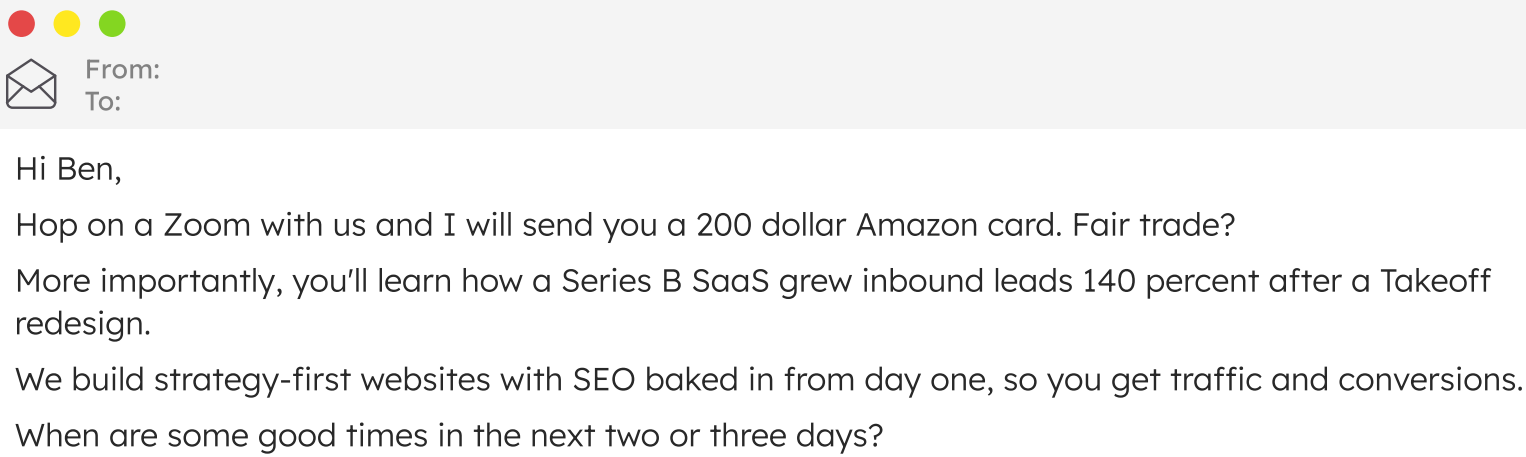 From:
To:
Hi Ben,
Hop on a Zoom with us and I will send you a 200 dollar Amazon card. Fair trade?
More importantly, you'll learn how a Series B SaaS grew inbound leads 140 percent after a Takeoff
redesign.
We build strategy-first websites with SEO baked in from day one, so you get traffic and conversions.
When are some good times in the next two or three days?